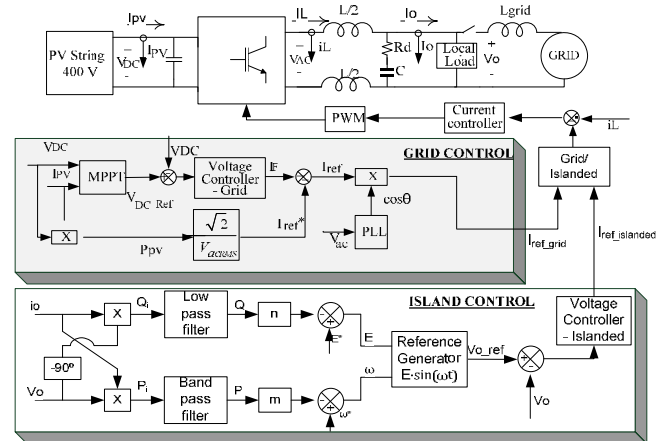 Ipv
IL
L/2
Io
Lgrid
PV String
400 V
VDC
IPV
VAC
iL
Rd
C
Io
Local
Load
Vo
GRID
L/2
PWM
Current
controller
iL
VDC
VDC
GRID CONTROL
Grid/
Islanded
IPV
MPPT
VDC Ref
Voltage
Controller
- Grid
IF
Iref
X
cosθ
X
Ppv
√2
VacRMS
Iref*
Vac
PLL
Iref_grid
Iref_islanded
ISLAND CONTROL
io
X
Qi
Low
pass
filter
Q
n
E*
E
Voltage
Controller
– Islanded
-90º
Reference
Generator
E·sin(ωt)
Vo_ref
Vo
X
Pi
Band
pass
filter
P
m
ω*
ω
Vo